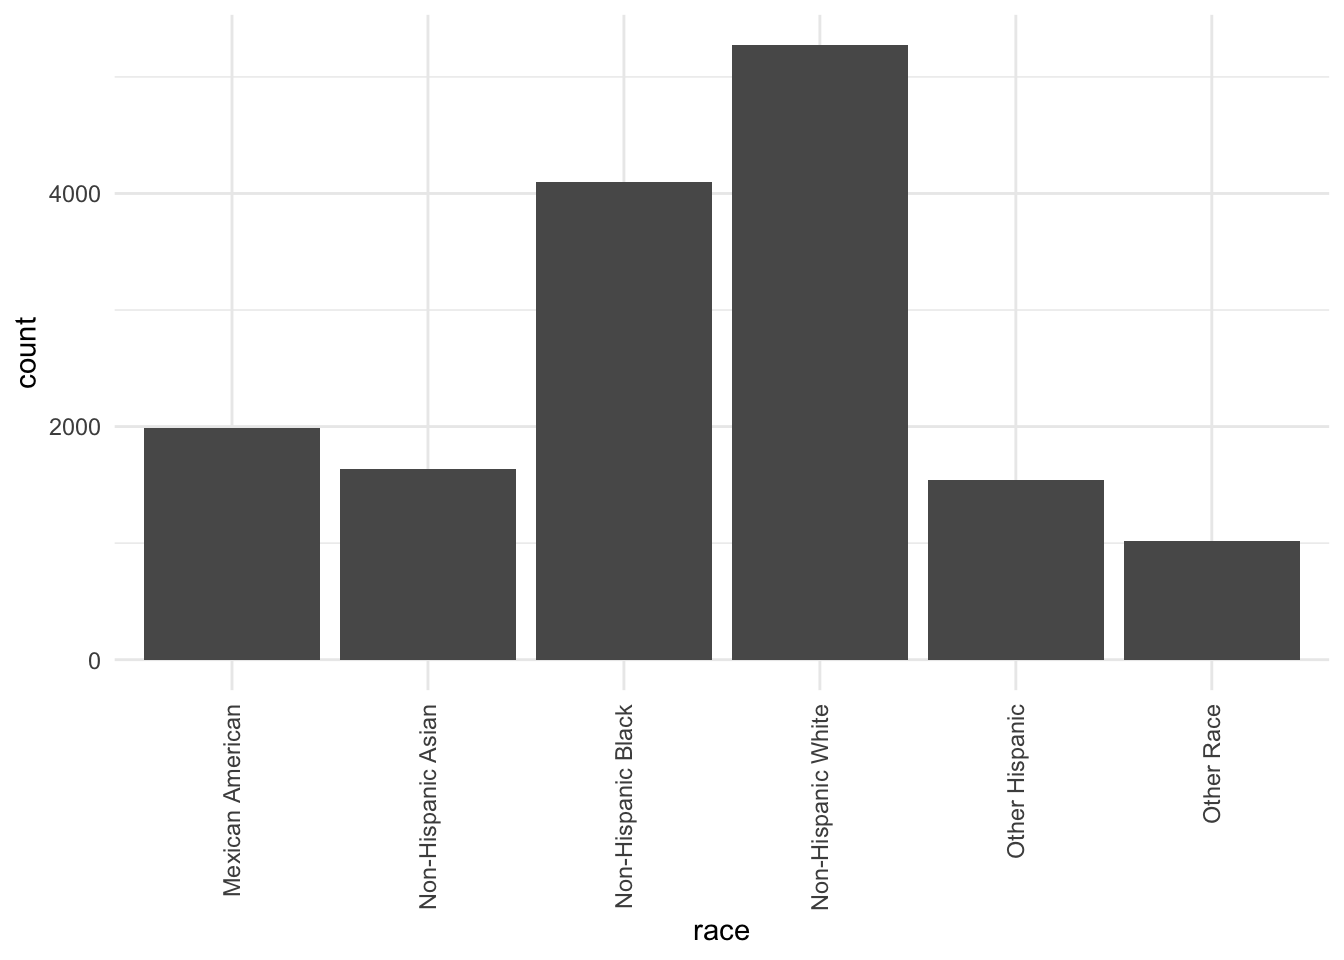 count
4000
2000
0
Mexican American
Non-Hispanic Asian
Non-Hispanic Black
Non-Hispanic White
Other Hispanic
Other Race
race